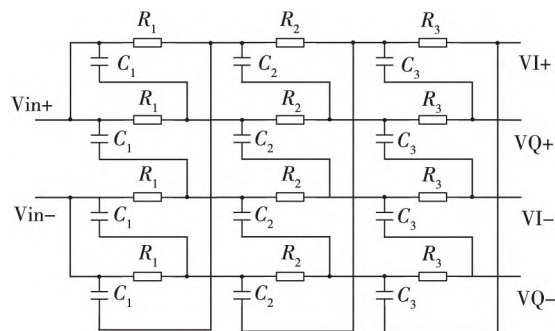 R1 R2 R3
C1 C2 C3 VI+
Vin+ R1 R2 R3
C1 C2 C3 VQ+
R1 R2 R3
Vin- C1 C2 C3 VI-
R1 R2 R3
C1 C2 C3 VQ-